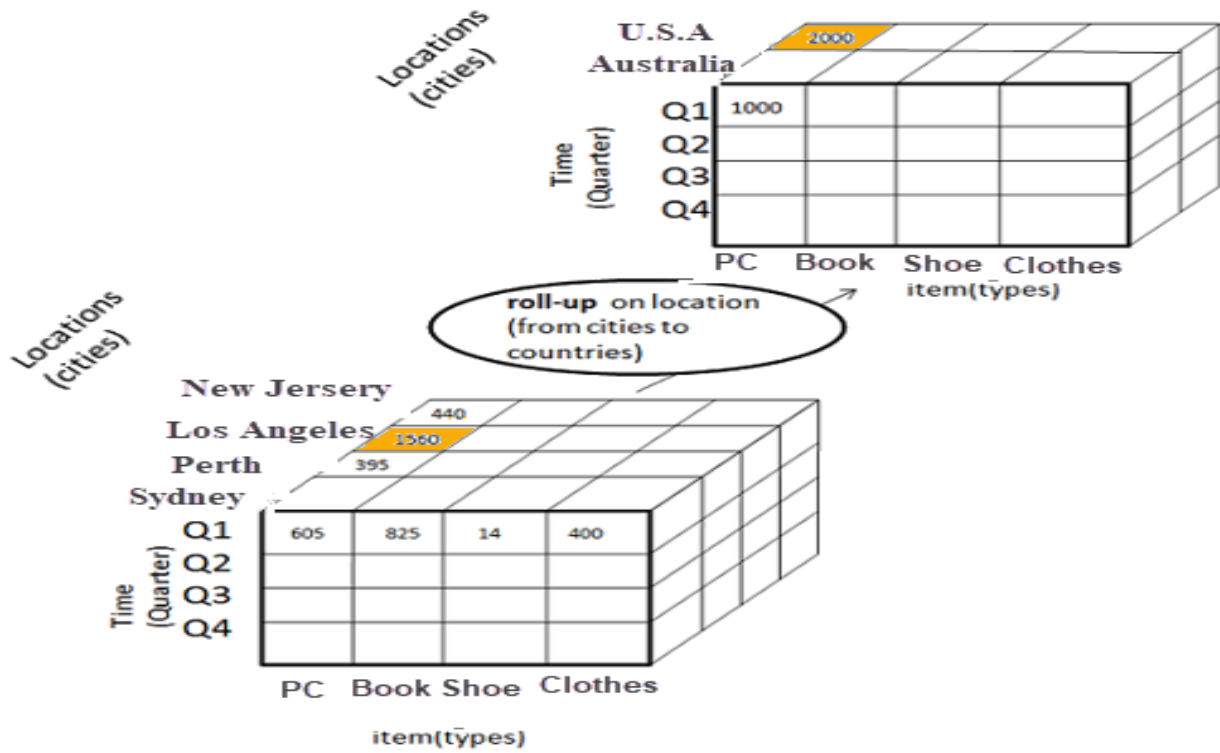 Locations
(cities)
U.S.A
2000
Australia
Q1
1000
Q2
Q3
Q4
Time
(Quarter)
PC Book Shoe Clothes
item(types)
roll-up on location
(from cities to
countries)
Locations
(cities)
New Jersery
440
Los Angeles
1560
Perth
395
Sydney
Q1
605 825 14 400
Q2
Q3
Q4
Time
(Quarter)
PC Book Shoe Clothes
item(types)